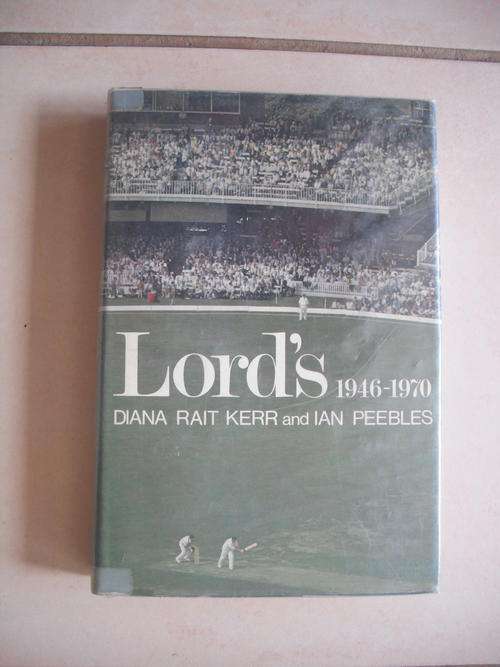 Lord's 1946-1970
DIANA RAIT KERR and IAN PEEBLES